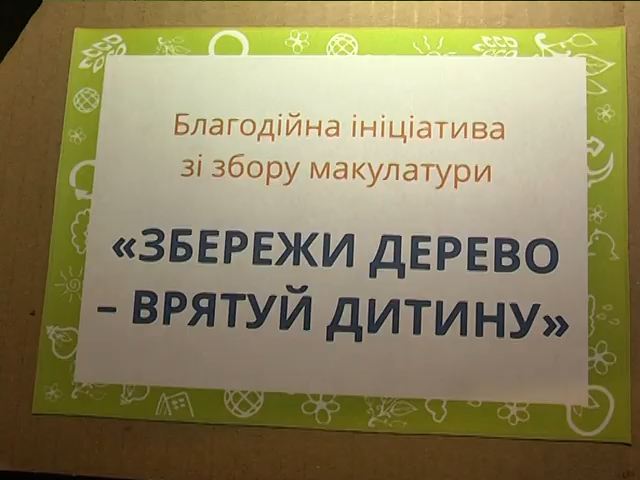 Благодійна ініціатива
зі збору макулатури
«ЗБЕРЕЖИ ДЕРЕВО
– ВРЯТУЙ ДИТИНУ»